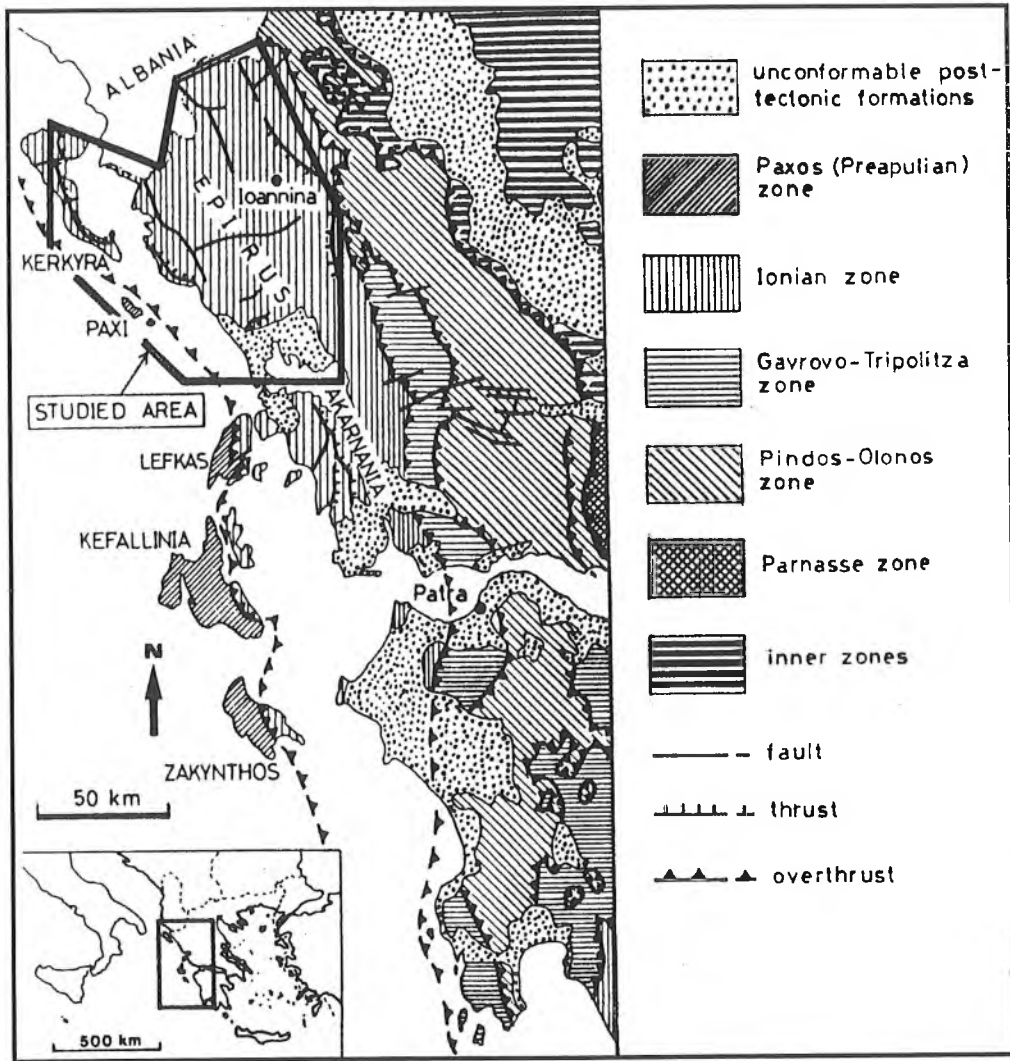 ALBANIA
EPIRUS
Ioannina
KERKYRA
PAXI
STUDIED AREA
AKARNANIA
LEFKAS
KEFALLINIA
Patra
N
ZAKYNTHOS
50 km
500 km
unconformable post-
tectonic formations
Paxos (Preapulian)
zone
Ionian zone
Gavrovo-Tripolitza
zone
Pindos-Olonos
zone
Parnasse zone
inner zones
fault
thrust
overthrust